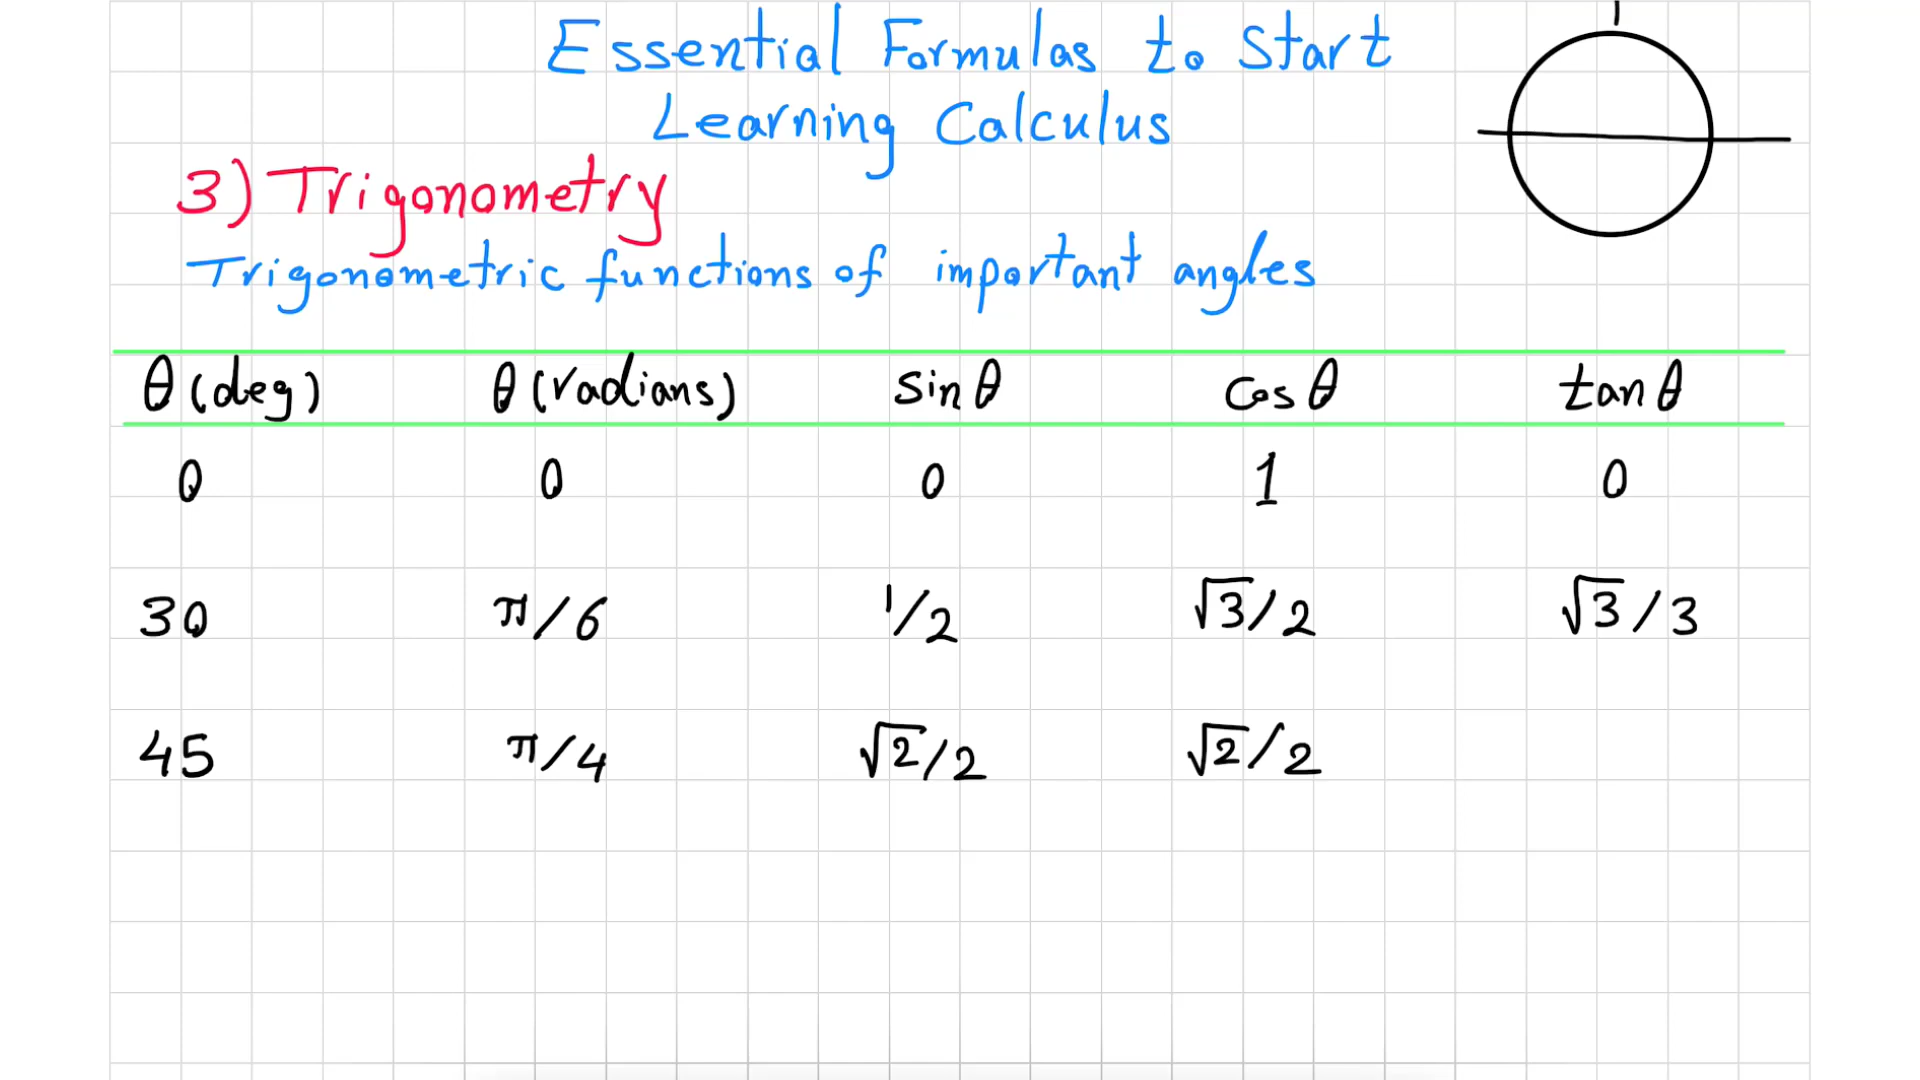 Essential Formulas to Start
Learning Calculus
3) Trigonometry
Trigonometric functions of important angles
θ (deg) θ (radians) sin θ cos θ tan θ
0 0 0 1 0
30 π/6 1/2 √3/2 √3/3
45 π/4 √2/2 √2/2